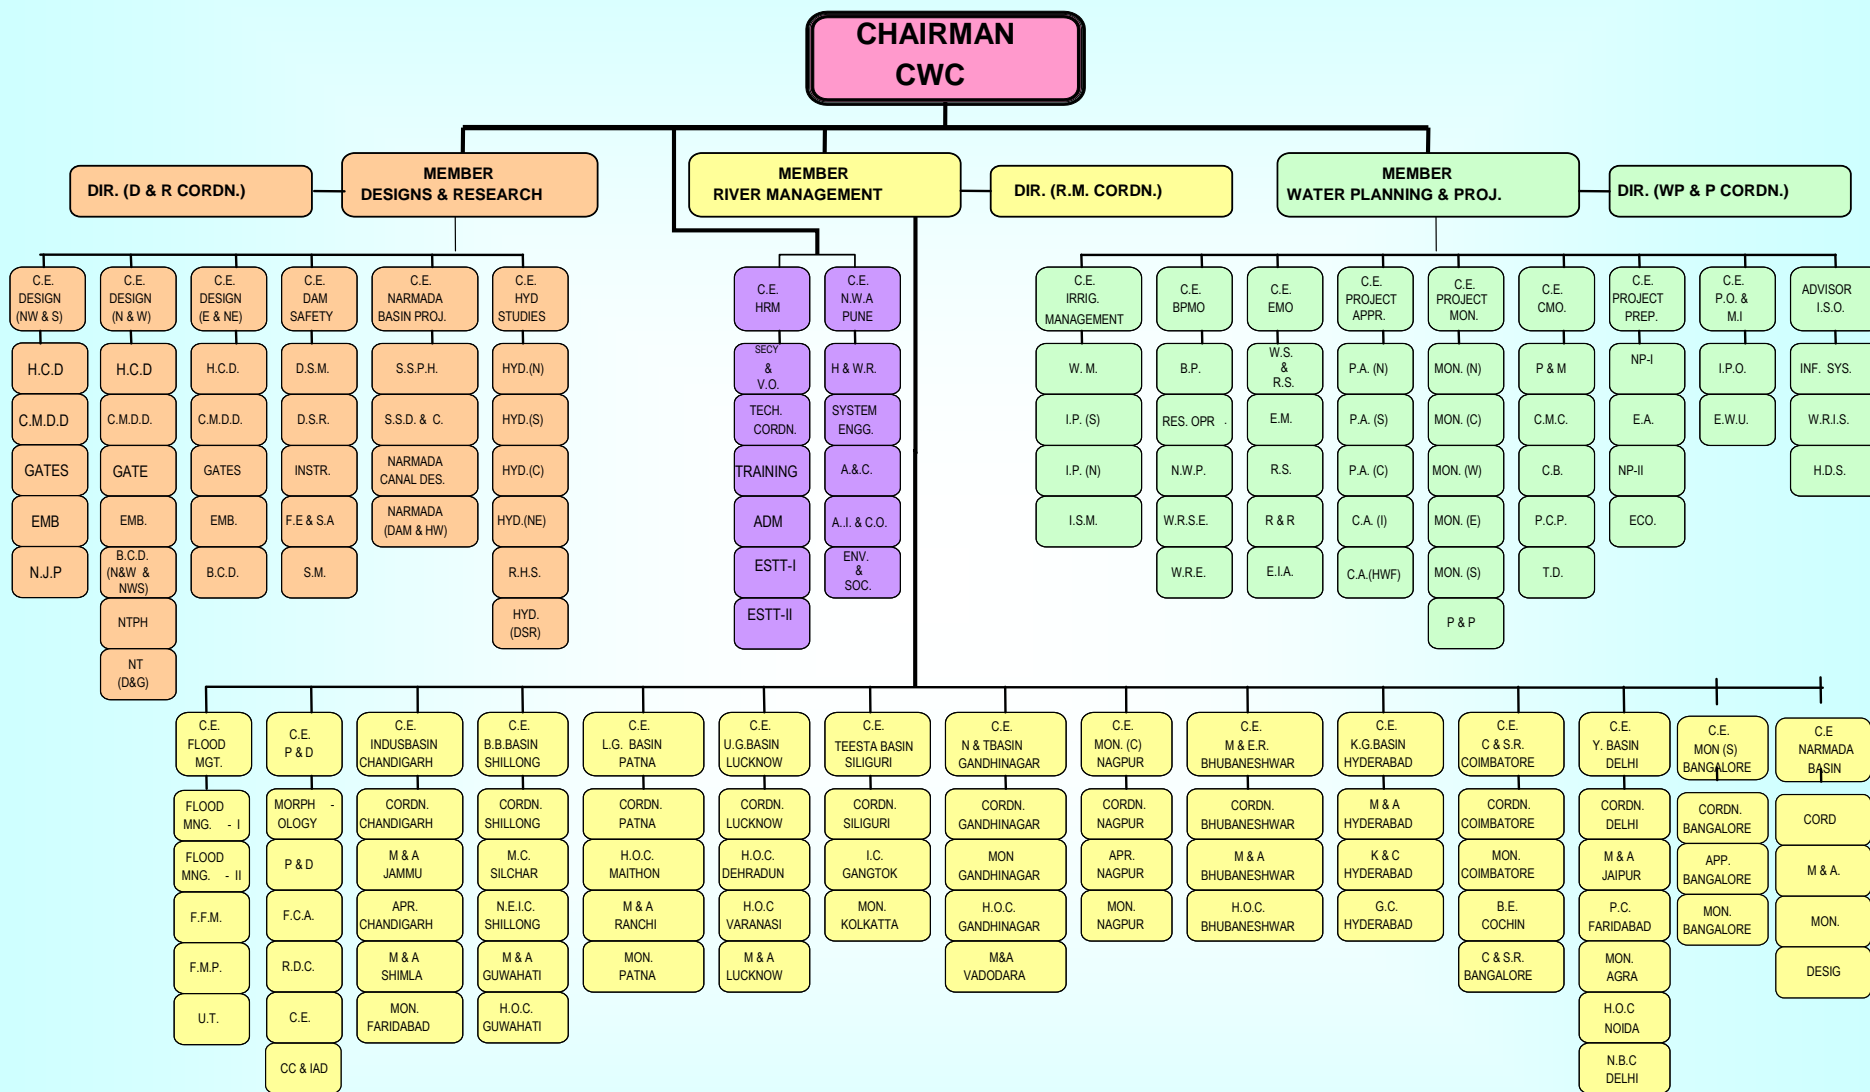 CHAIRMAN
CWC
DIR. (D & R CORDN.)
MEMBER
DESIGNS & RESEARCH
MEMBER
RIVER MANAGEMENT
DIR. (R.M. CORDN.)
MEMBER
WATER PLANNING & PROJ.
DIR. (WP & P CORDN.)
C.E.
DESIGN
(NW & S)
H.C.D
C.M.D.D
GATES
EMB
N.J.P
C.E.
DESIGN
(N & W)
H.C.D
C.M.D.D.
GATE
EMB.
B.C.D.
(N&W &
NWS)
NTPH
NT
(D&G)
C.E.
DESIGN
(E & NE)
H.C.D.
C.M.D.D.
GATES
EMB.
B.C.D.
C.E.
DAM
SAFETY
D.S.M.
D.S.R.
INSTR.
F.E & S.A
S.M.
C.E.
NARMADA
BASIN PROJ.
S.S.P.H.
S.S.D. & C.
NARMADA
CANAL DES.
NARMADA
(DAM & HW)
C.E.
HYD
STUDIES
HYD.(N)
HYD.(S)
HYD.(C)
HYD.(NE)
R.H.S.
HYD.
(DSR)
C.E.
HRM
SECY
&
V.O.
TECH.
CORDN.
TRAINING
ADM
ESTT-I
ESTT-II
C.E.
N.W.A
PUNE
H & W.R.
SYSTEM
ENGG.
A.&.C.
A..I. & C.O.
ENV.
&
SOC.
C.E.
IRRIG.
MANAGEMENT
W. M.
I.P. (S)
I.P. (N)
I.S.M.
C.E.
BPMO
B.P.
RES. OPR .
N.W.P.
W.R.S.E.
W.R.E.
C.E.
EMO
W.S.
&
R.S.
E.M.
R.S.
R & R
E.I.A.
C.E.
PROJECT
APPR.
P.A. (N)
P.A. (S)
P.A. (C)
C.A. (I)
C.A.(HWF)
C.E.
PROJECT
MON.
MON. (N)
MON. (C)
MON. (W)
MON. (E)
MON. (S)
P & P
C.E.
CMO.
P & M
C.M.C.
C.B.
P.C.P.
T.D.
C.E.
PROJECT
PREP.
NP-I
E.A.
NP-II
ECO.
C.E.
P.O. &
M.I
I.P.O.
E.W.U.
ADVISOR
I.S.O.
INF. SYS.
W.R.I.S.
H.D.S.
C.E.
FLOOD
MGT.
FLOOD
MNG. - I
FLOOD
MNG. - II
F.F.M.
F.M.P.
U.T.
C.E.
P & D
MORPH -
OLOGY
P & D
F.C.A.
R.D.C.
C.E.
CC & IAD
C.E.
INDUSBASIN
CHANDIGARH
CORDN.
CHANDIGARH
M & A
JAMMU
APR.
CHANDIGARH
M & A
SHIMLA
MON.
FARIDABAD
C.E.
B.B.BASIN
SHILLONG
CORDN.
SHILLONG
M.C.
SILCHAR
N.E.I.C.
SHILLONG
M & A
GUWAHATI
H.O.C.
GUWAHATI
C.E.
L.G. BASIN
PATNA
CORDN.
PATNA
H.O.C.
MAITHON
M & A
RANCHI
MON.
PATNA
C.E.
U.G.BASIN
LUCKNOW
CORDN.
LUCKNOW
H.O.C.
DEHRADUN
H.O.C
VARANASI
M & A
LUCKNOW
C.E.
TEESTA BASIN
SILIGURI
CORDN.
SILIGURI
I.C.
GANGTOK
MON.
KOLKATTA
C.E.
N & TBASIN
GANDHINAGAR
CORDN.
GANDHINAGAR
MON
GANDHINAGAR
H.O.C.
GANDHINAGAR
M&A
VADODARA
C.E.
MON. (C)
NAGPUR
CORDN.
NAGPUR
APR.
NAGPUR
MON.
NAGPUR
C.E.
M & E.R.
BHUBANESHWAR
CORDN.
BHUBANESHWAR
M & A
BHUBANESHWAR
H.O.C.
BHUBANESHWAR
C.E.
K.G.BASIN
HYDERABAD
M & A
HYDERABAD
K & C
HYDERABAD
G.C.
HYDERABAD
C.E.
C & S.R.
COIMBATORE
CORDN.
COIMBATORE
MON.
COIMBATORE
B.E.
COCHIN
C & S.R.
BANGALORE
C.E.
Y. BASIN
DELHI
CORDN.
DELHI
M & A
JAIPUR
P.C.
FARIDABAD
MON.
AGRA
H.O.C
NOIDA
N.B.C
DELHI
C.E.
MON (S)
BANGALORE
CORDN.
BANGALORE
APP.
BANGALORE
MON.
BANGALORE
C.E
NARMADA
BASIN
CORD
M & A.
MON.
DESIG